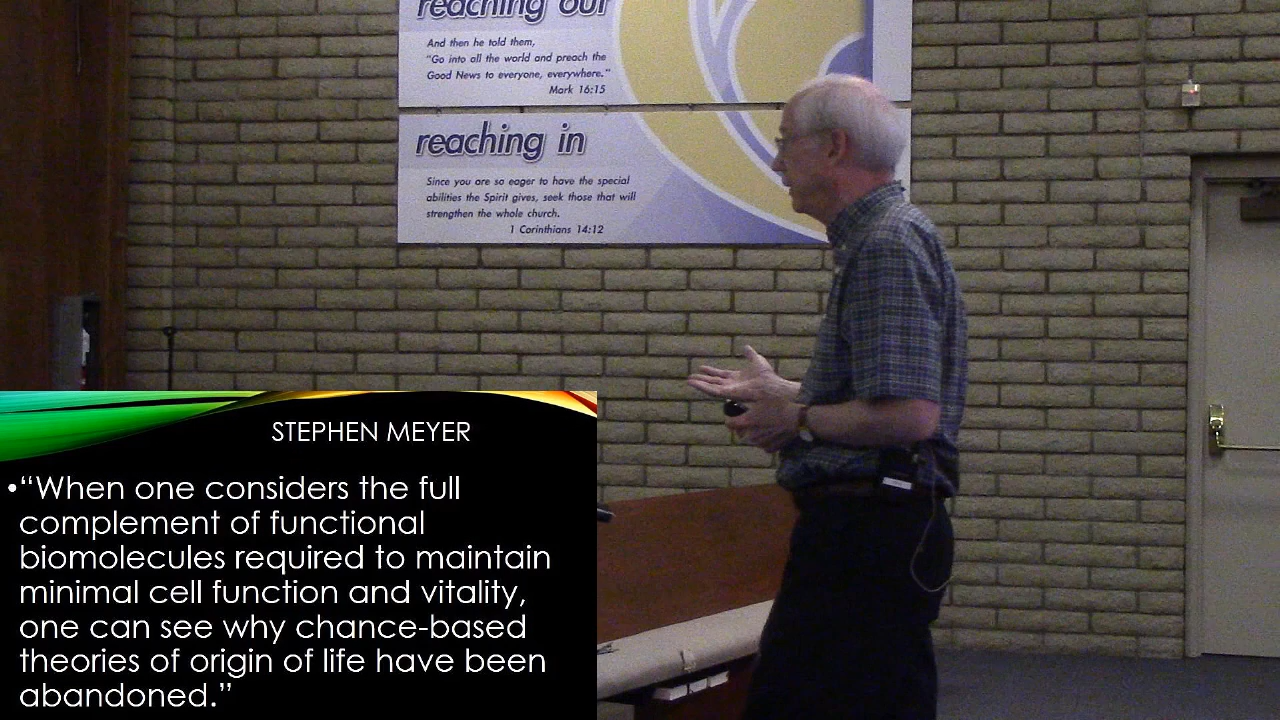 reaching out
And then he told them,
"Go into all the world and preach the
Good News to everyone, everywhere."
Mark 16:15
reaching in
Since you are so eager to have the special
abilities the Spirit gives, seek those that will
strengthen the whole church.
1 Corinthians 14:12
STEPHEN MEYER
•“When one considers the full
complement of functional
biomolecules required to maintain
minimal cell function and vitality,
one can see why chance-based
theories of origin of life have been
abandoned.”